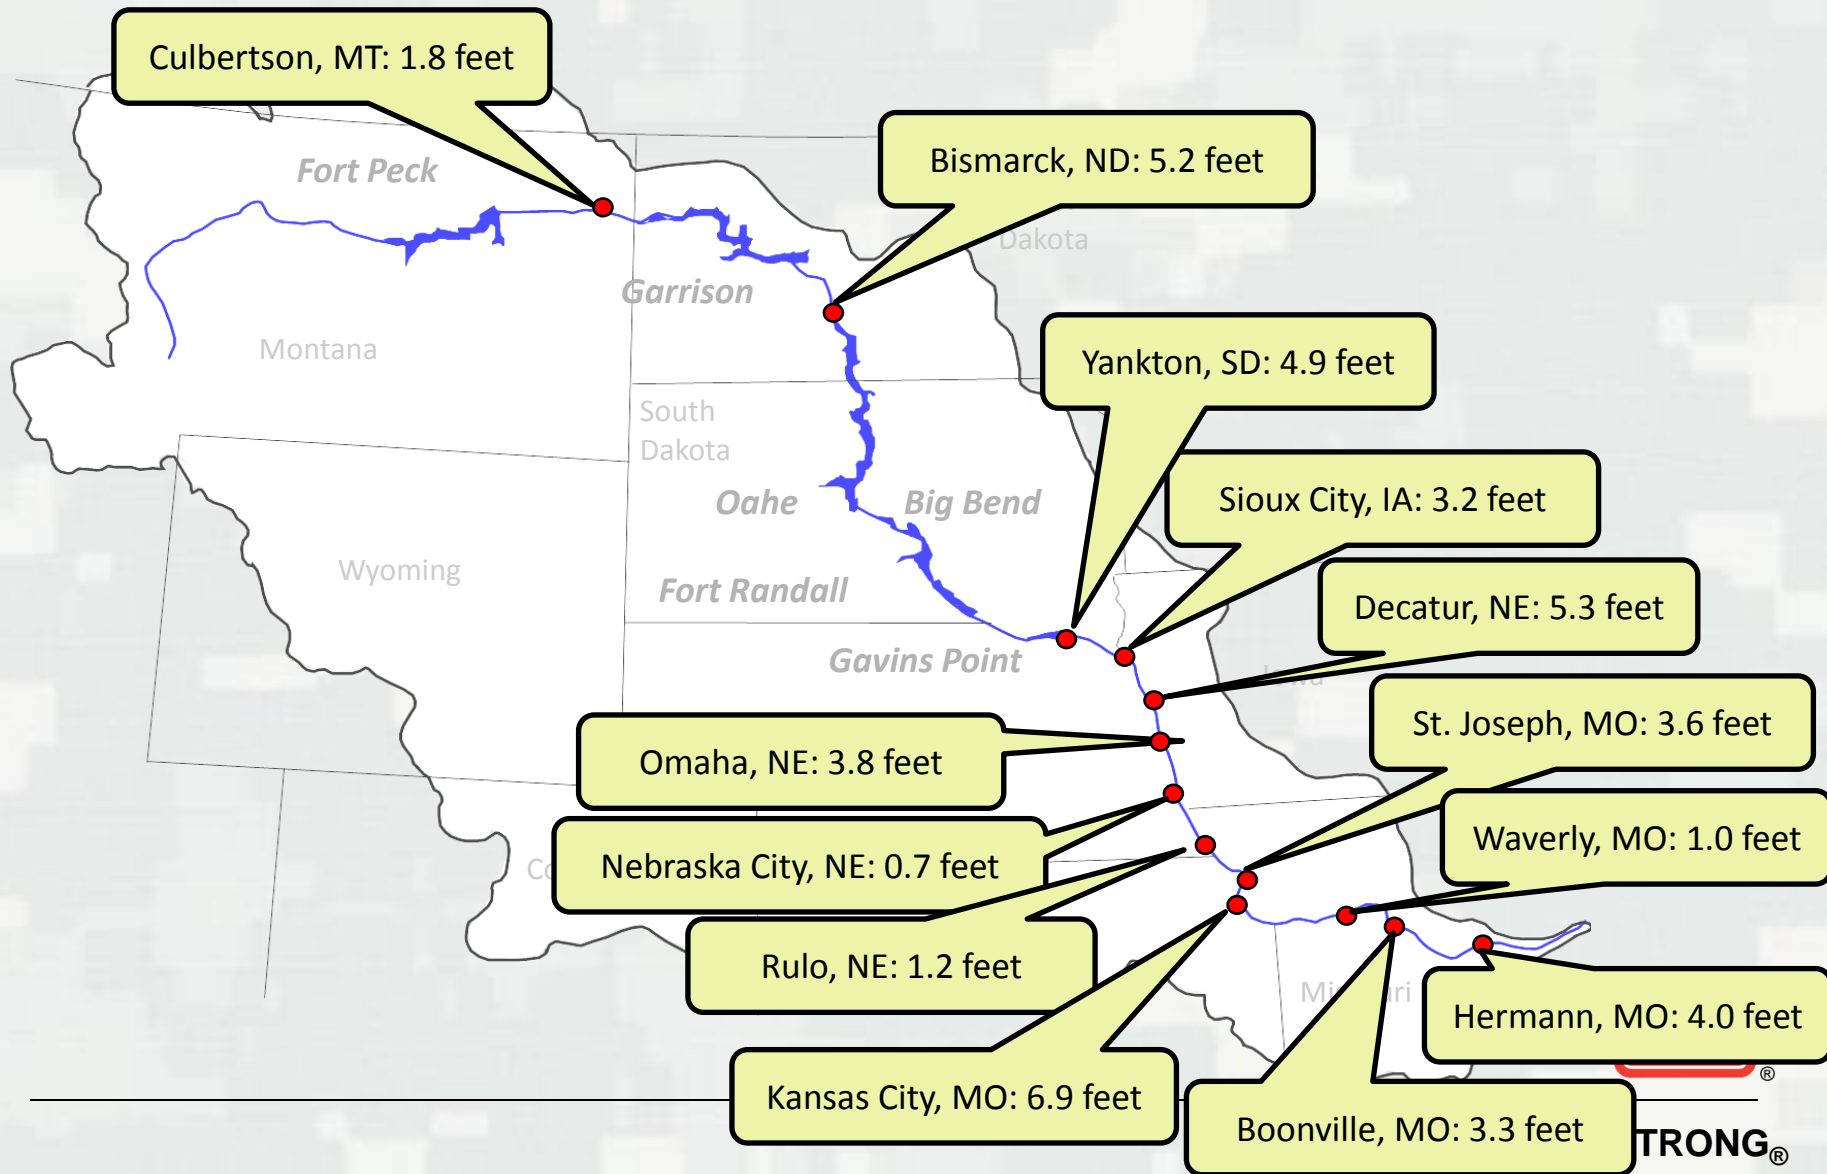 Culbertson, MT: 1.8 feet
Bismarck, ND: 5.2 feet
Fort Peck
Dakota
Garrison
Montana
Yankton, SD: 4.9 feet
South
Dakota
Oahe
Big Bend
Sioux City, IA: 3.2 feet
Wyoming
Fort Randall
Decatur, NE: 5.3 feet
Gavins Point
St. Joseph, MO: 3.6 feet
Omaha, NE: 3.8 feet
Waverly, MO: 1.0 feet
Nebraska City, NE: 0.7 feet
Rulo, NE: 1.2 feet
Hermann, MO: 4.0 feet
®
Kansas City, MO: 6.9 feet
Boonville, MO: 3.3 feet
TRONG®